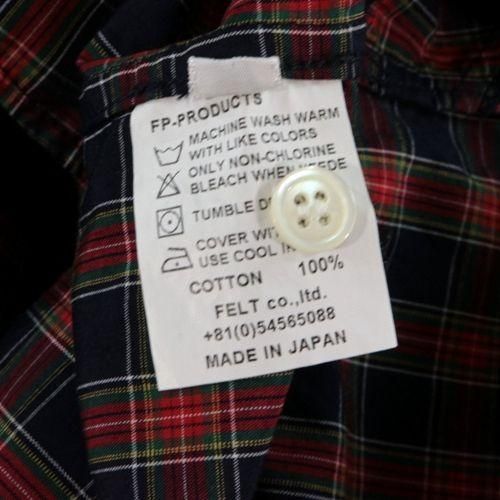 FP-PRODUCTS
MACHINE WASH WARM
WITH LIKE COLORS
ONLY NON-CHLORINE
BLEACH WHEN
TUMBLE
COVER
USE COOL
COTTON 100%
FELT co.,ltd.
+81(0)54565088
MADE IN JAPAN